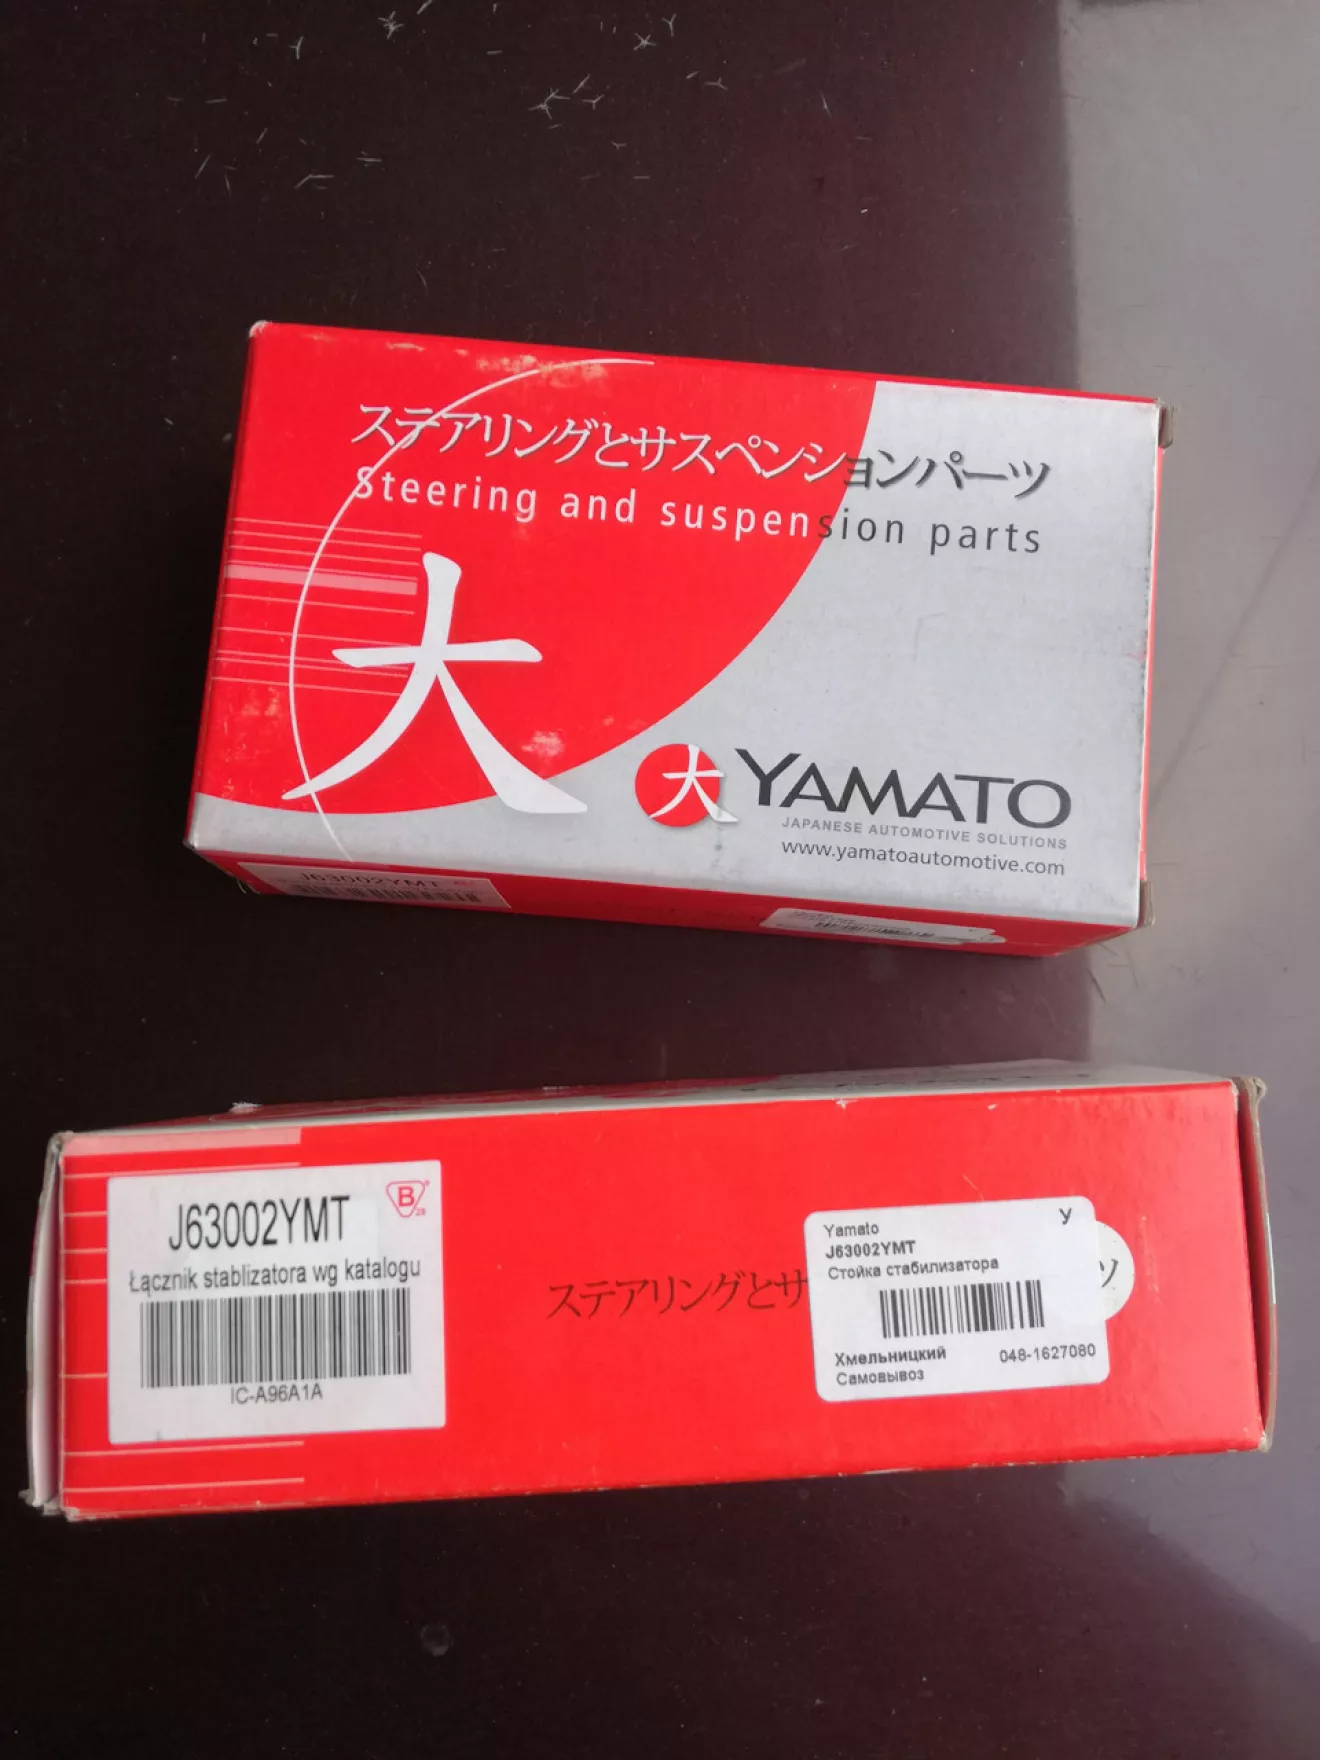 ステアリングとサスペンションパーツ
Steering and suspension parts
大
大 YAMATO
JAPANESE AUTOMOTIVE SOLUTIONS
www.yamatoautomotive.com
J63002YMT
J63002YMT
B
28
Łącznik stablizatora wg katalogu
IC-A96A1A
ステアリングとサ
ツ
Yamato
У
J63002YMT
Стойка стабилизатора
Хмельницкий
048-1627080
Самовывоз